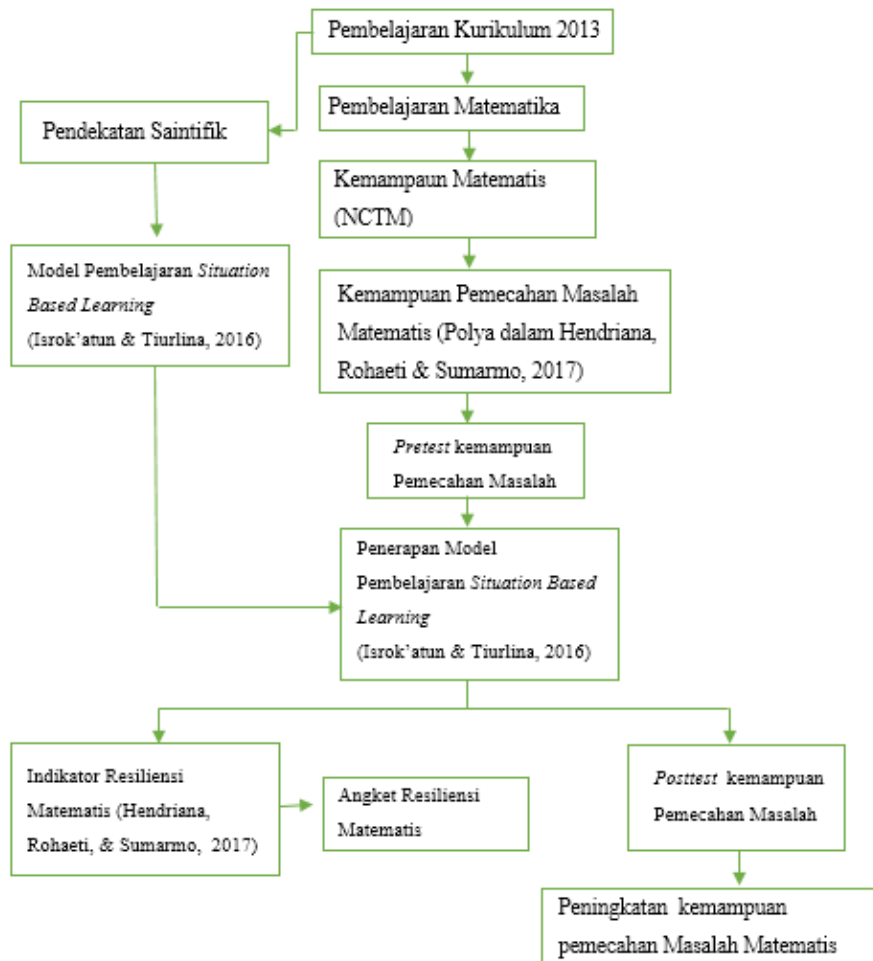 Pembelajaran Kurikulum 2013
Pembelajaran Matematika
Pendekatan Saintifik
Kemampaun Matematis
(NCTM)
Model Pembelajaran Situation
Based Learning
(Isrok’atun & Tiurlina, 2016)
Kemampuan Pemecahan Masalah
Matematis (Polya dalam Hendriana,
Rohaeti & Sumarmo, 2017)
Pretest kemampuan
Pemecahan Masalah
Penerapan Model
Pembelajaran Situation Based
Learning
(Isrok’atun & Tiurlina, 2016)
Indikator Resiliensi
Matematis (Hendriana,
Rohaeti, & Sumarmo, 2017)
Angket Resiliensi
Matematis
Posttest kemampuan
Pemecahan Masalah
Peningkatan kemampuan
pemecahan Masalah Matematis